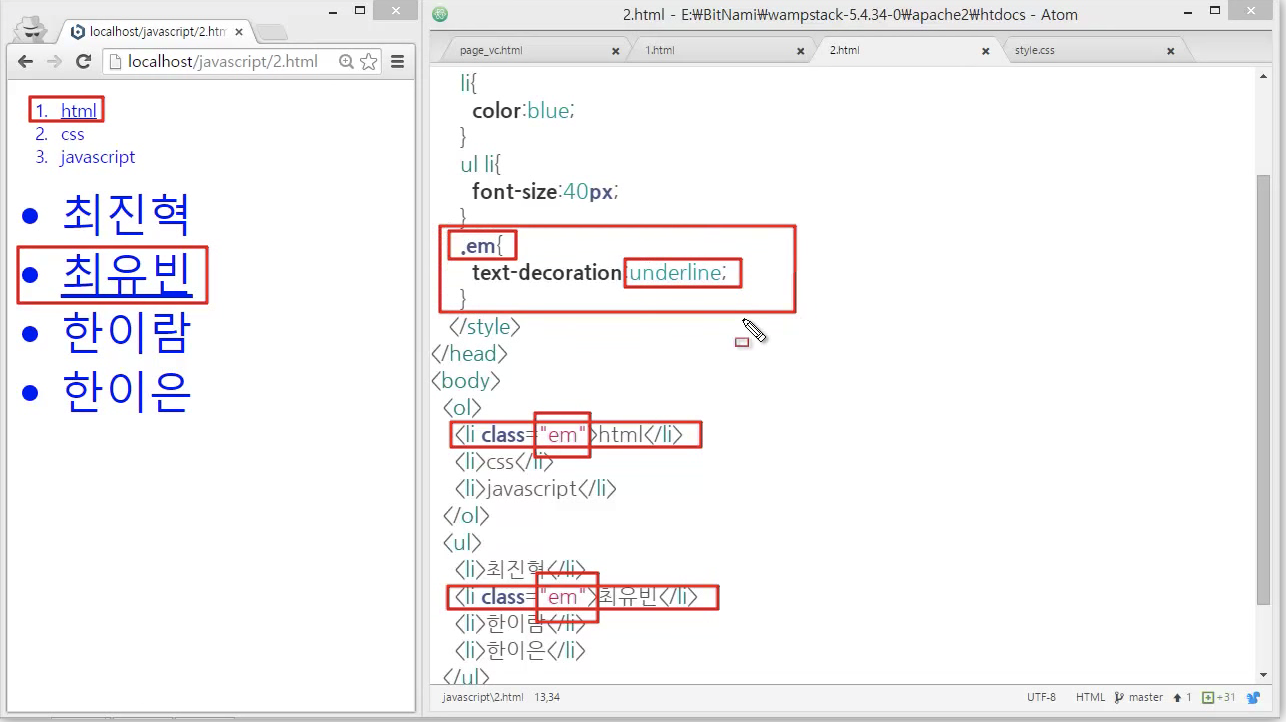 localhost/javascript/2.htm
localhost/javascript/2.html
1. html
2. css
3. javascript
• 최진혁
• 최유빈
• 한이람
• 한이은
2.html - E:₩BitNami₩wampstack-5.4.34-0₩apache2₩htdocs - Atom
page_vc.html
1.html
2.html
style.css
li{
color:blue;
}
ul li{
font-size:40px;
}
.em{
text-decoration:underline;
}
</style>
</head>
<body>
<ol>
<li class="em">html</li>
<li>css</li>
<li>javascript</li>
</ol>
<ul>
<li>최진혁</li>
<li class="em">최유빈</li>
<li>한이람</li>
<li>한이은</li>
</ul>
javascript\2.html 13,34 UTF-8 HTML master 1 +31